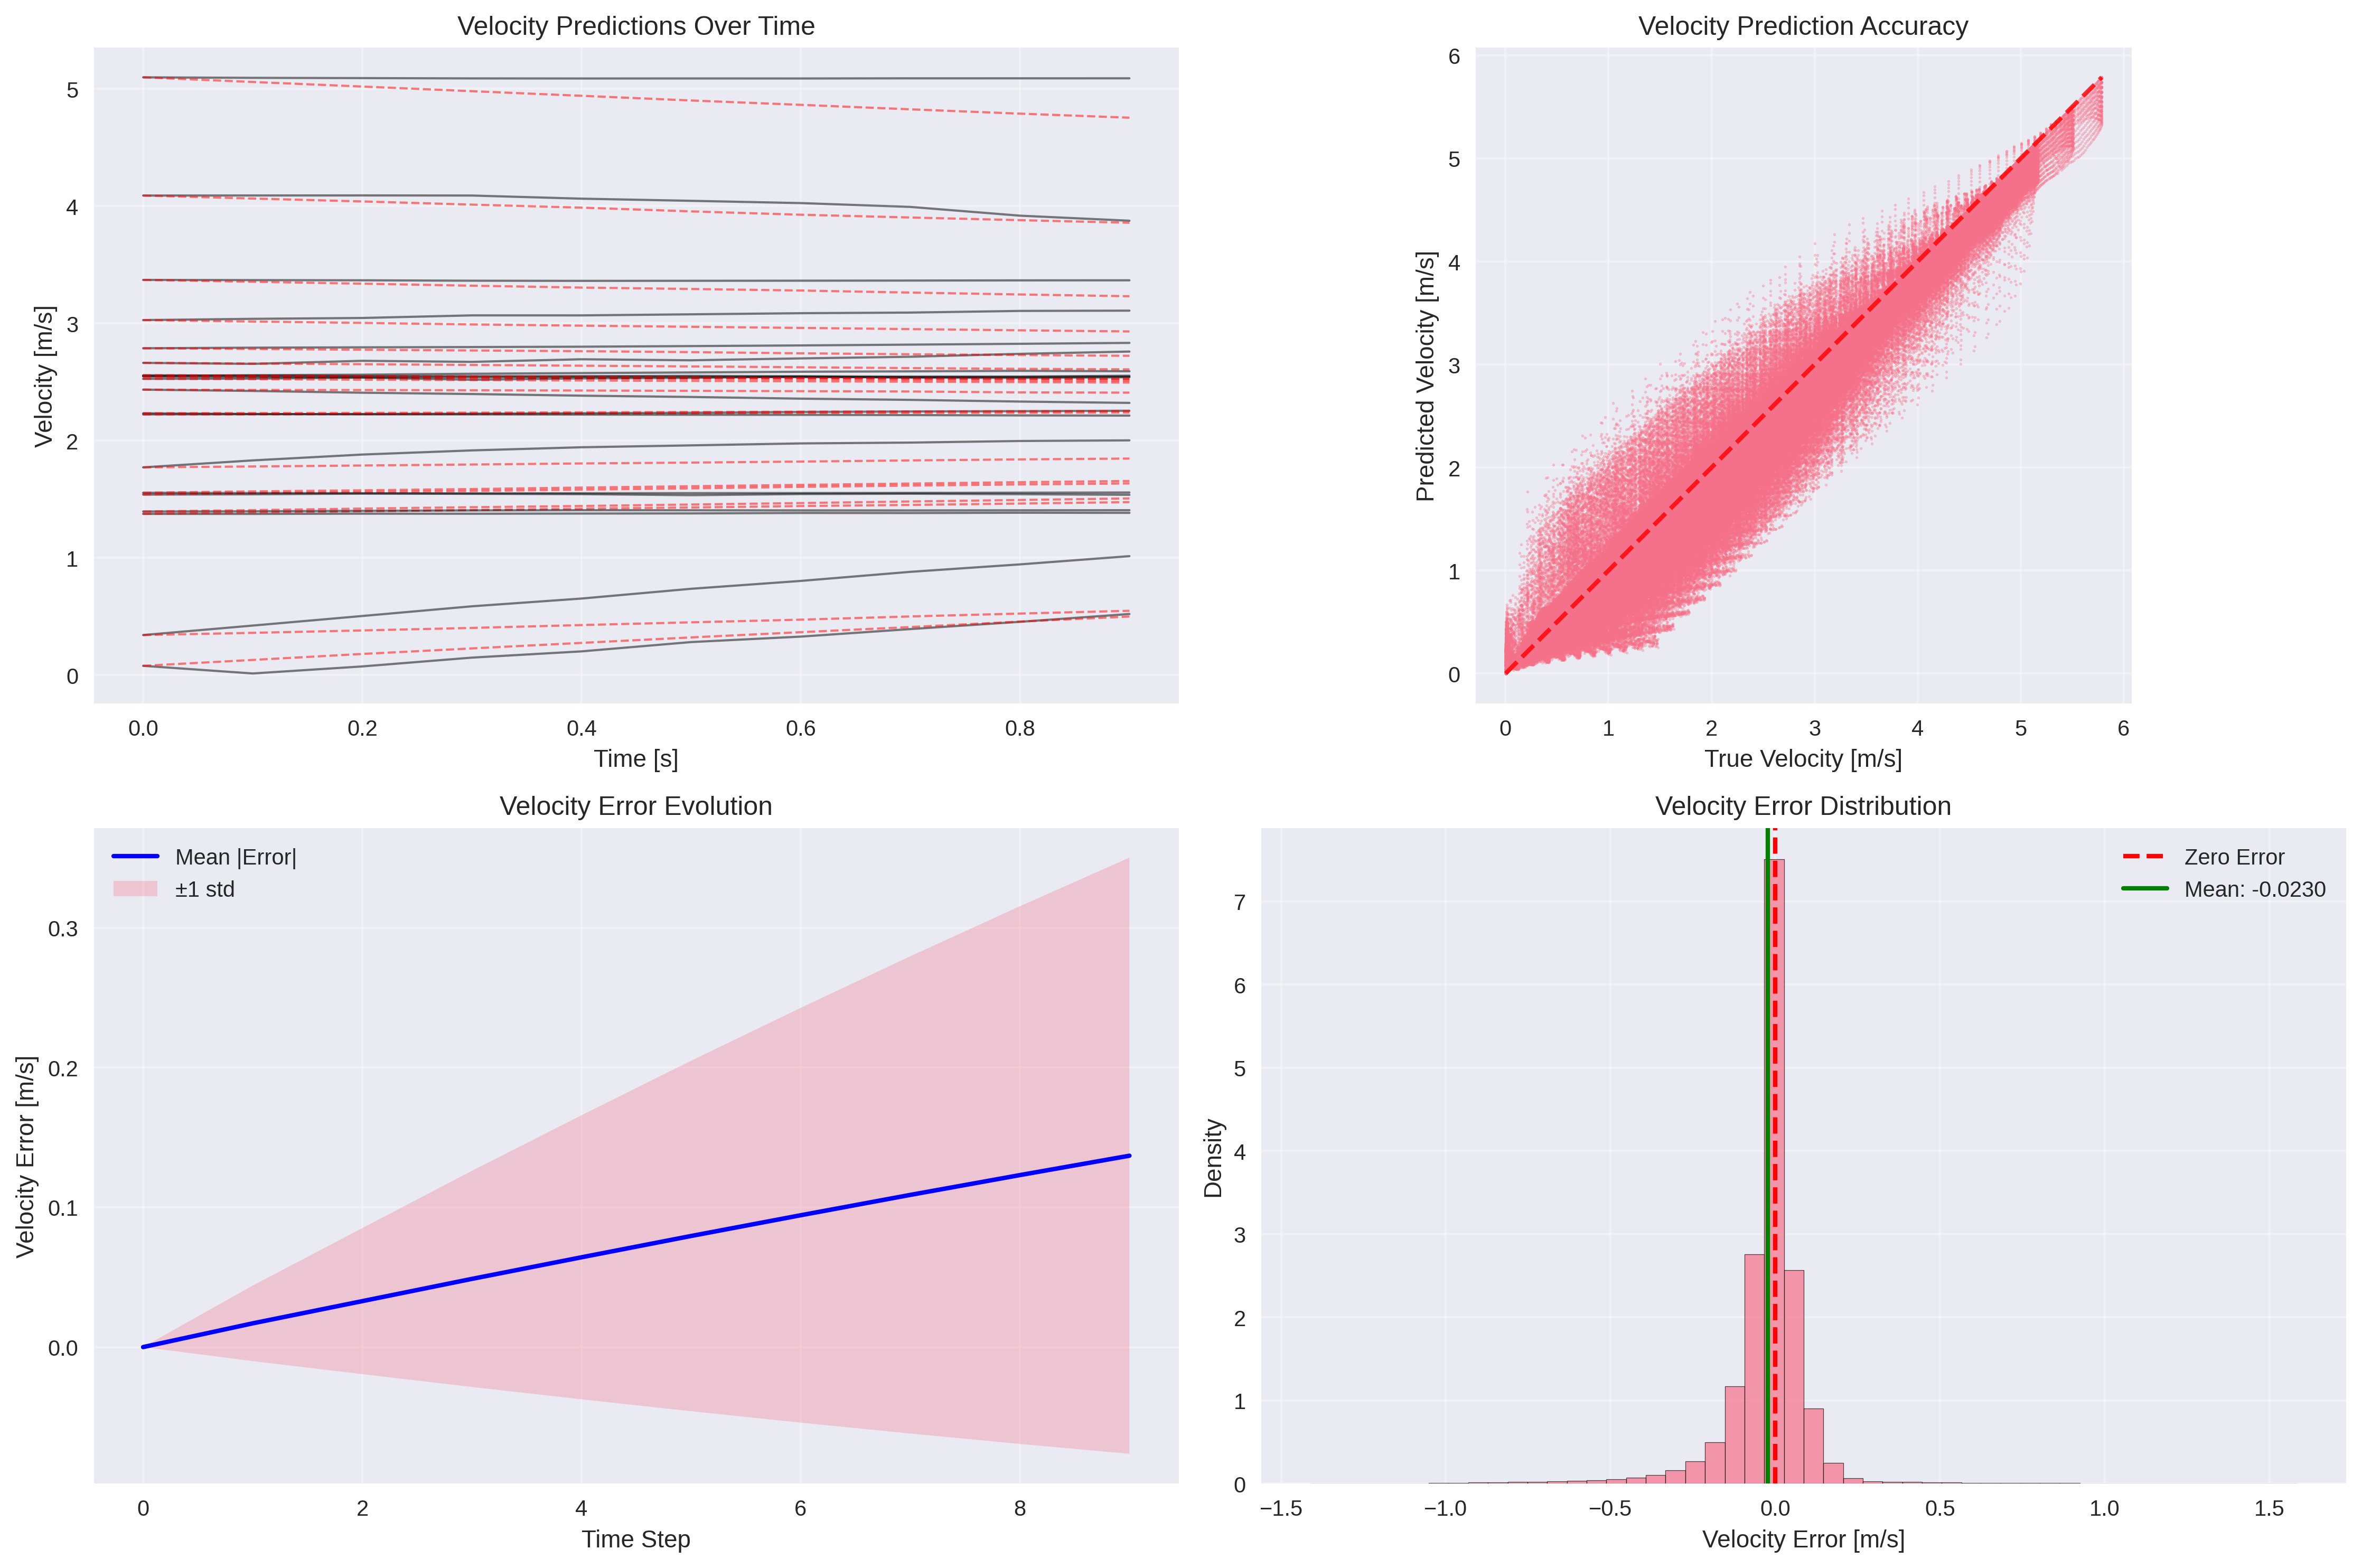 Velocity Predictions Over Time
5
4
3
2
1
0
Velocity [m/s]
0.0 0.2 0.4 0.6 0.8
Time [s]
Velocity Prediction Accuracy
6
5
4
3
2
1
0
Predicted Velocity [m/s]
0 1 2 3 4 5 6
True Velocity [m/s]
Velocity Error Evolution
Mean |Error|
±1 std
0.3
0.2
0.1
0.0
Velocity Error [m/s]
0 2 4 6 8
Time Step
Velocity Error Distribution
Zero Error
Mean: -0.0230
7
6
5
4
3
2
1
0
Density
−1.5 −1.0 −0.5 0.0 0.5 1.0 1.5
Velocity Error [m/s]